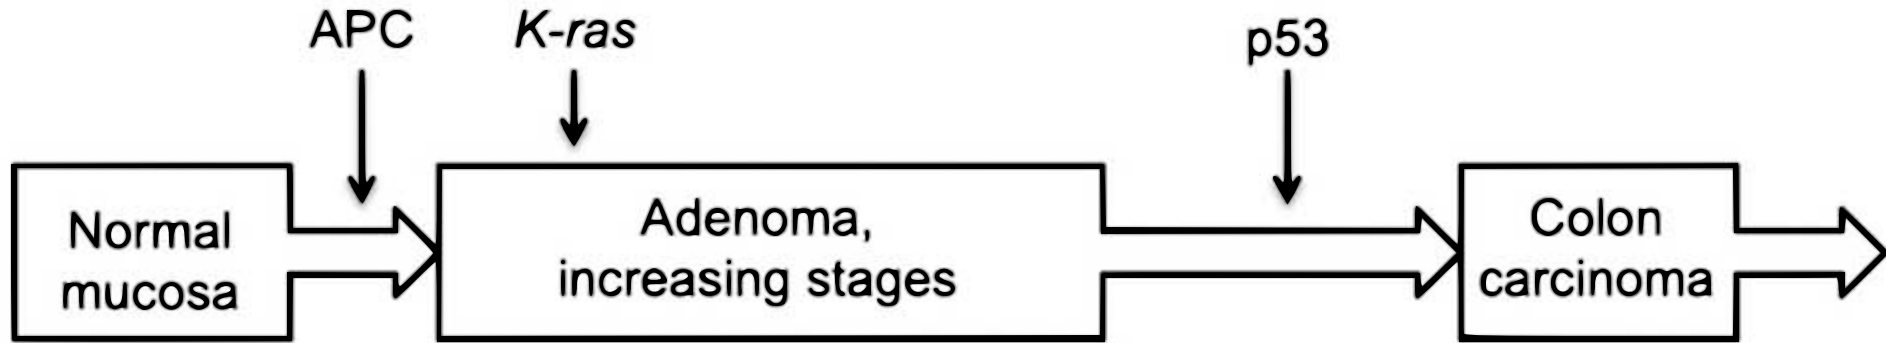 APC
K-ras
p53
Normal
mucosa
Adenoma,
increasing stages
Colon
carcinoma